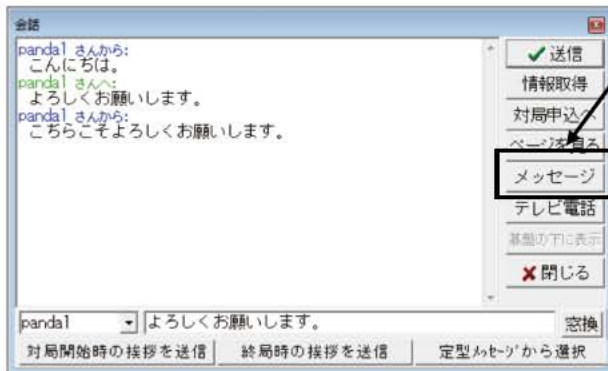 会話
panda1 さんから:
こんにちは。
panda1 さんへ:
よろしくお願いします。
panda1 さんから:
こちらこそよろしくお願いします。
送信
情報取得
対局申込へ
ページを見る
メッセージ
テレビ電話
碁盤の下に表示
閉じる
panda1 よろしくお願いします。 窓換
対局開始時の挨拶を送信 終局時の挨拶を送信 定型メッセージから選択